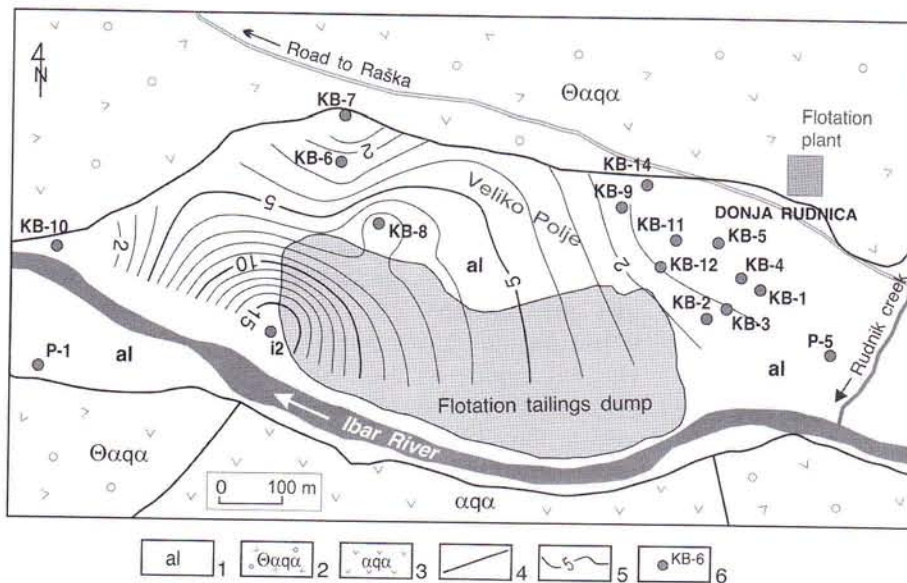 N
Road to Raška
Θαqα
Flotation
plant
KB-7
KB-6
2
KB-14
KB-9
Veliko Polje
DONJA RUDNICA
KB-11
KB-5
KB-10
-2
5
KB-8
al
5
2
KB-12
KB-4
KB-1
10
KB-2
KB-3
15
i2
P-1
al
P-5
al
Rudnik creek
Flotation tailings dump
Ibar River
Θαqα
0 100 m
αqα
al 1
Θαqα 2
αqα 3
4
5 5
KB-6 6